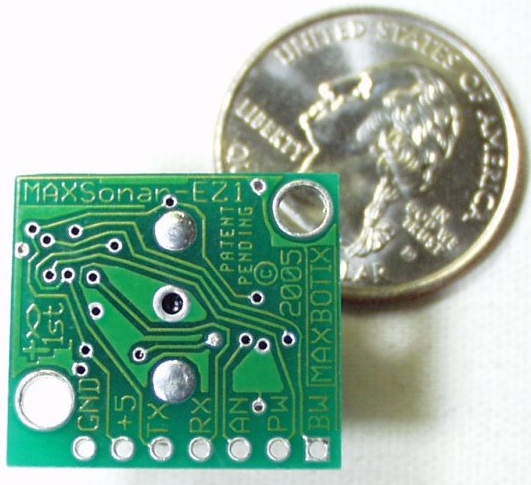 UNITED STATES OF AMERICA
LIBERTY
IN
GOD WE
TRUST
MAXSonar-EZ1
PATENT
PENDING
© 2005
MAXBOTIX
1st
GND
+5
TX
RX
AN
PW
BW